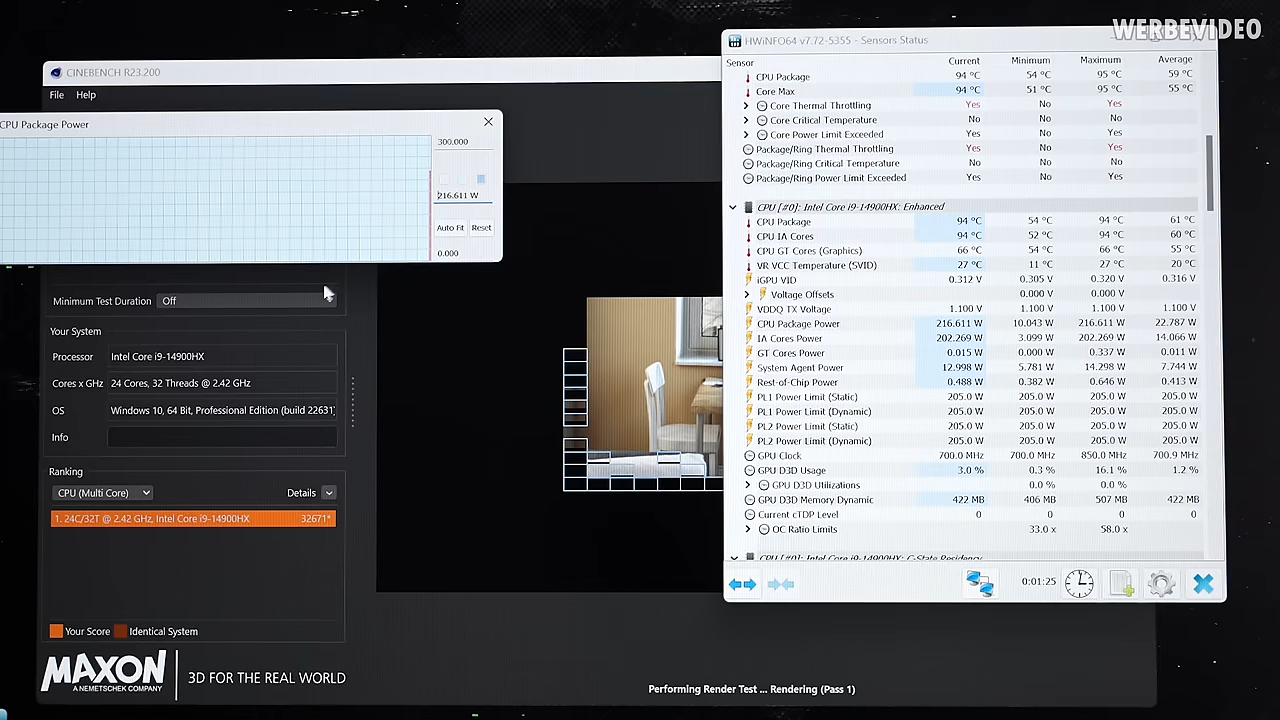 WERBEVIDEO
CINEBENCH R23.200
File Help
CPU Package Power
300.000
216.611 W
Auto Fit Reset
0.000
Minimum Test Duration Off
Your System
Processor Intel Core i9-14900HX
Cores x GHz 24 Cores, 32 Threads @ 2.42 GHz
OS Windows 10, 64 Bit, Professional Edition (build 22631)
Info
Ranking
CPU (Multi Core) Details
1. 24C/32T @ 2.42 GHz, Intel Core i9-14900HX 32671*
Your Score Identical System
MAXON
A NEMETSCHEK COMPANY
3D FOR THE REAL WORLD
Performing Render Test ... Rendering (Pass 1)
HWiNFO64 v7.72-5355 - Sensors Status
Sensor Current Minimum Maximum Average
CPU Package 94 °C 54 °C 95 °C 59 °C
Core Max 94 °C 51 °C 95 °C 55 °C
Core Thermal Throttling Yes No Yes
Core Critical Temperature No No No
Core Power Limit Exceeded Yes No Yes
Package/Ring Thermal Throttling Yes No Yes
Package/Ring Critical Temperature No No No
Package/Ring Power Limit Exceeded Yes No Yes
CPU [#0]: Intel Core i9-14900HX: Enhanced
CPU Package 94 °C 54 °C 94 °C 61 °C
CPU IA Cores 94 °C 52 °C 94 °C 60 °C
CPU GT Cores (Graphics) 66 °C 54 °C 66 °C 55 °C
VR VCC Temperature (SVID) 27 °C 11 °C 27 °C 20 °C
iGPU VID 0.312 V 0.305 V 0.320 V 0.316 V
Voltage Offsets 0.000 V 0.000 V
VDDQ TX Voltage 1.100 V 1.100 V 1.100 V 1.100 V
CPU Package Power 216.611 W 10.043 W 216.611 W 22.787 W
IA Cores Power 202.269 W 3.099 W 202.269 W 14.066 W
GT Cores Power 0.015 W 0.000 W 0.337 W 0.011 W
System Agent Power 12.998 W 5.781 W 14.298 W 7.744 W
Rest-of-Chip Power 0.488 W 0.382 W 0.646 W 0.413 W
PL1 Power Limit (Static) 205.0 W 205.0 W 205.0 W 205.0 W
PL1 Power Limit (Dynamic) 205.0 W 205.0 W 205.0 W 205.0 W
PL2 Power Limit (Static) 205.0 W 205.0 W 205.0 W 205.0 W
PL2 Power Limit (Dynamic) 205.0 W 205.0 W 205.0 W 205.0 W
GPU Clock 700.0 MHz 700.0 MHz 850.0 MHz 700.9 MHz
GPU D3D Usage 3.0 % 0.3 % 16.1 % 1.2 %
GPU D3D Utilizations 0.0 % 0.0 %
GPU D3D Memory Dynamic 422 MB 406 MB 507 MB 422 MB
Current cTDP Level 0 0 0 0
OC Ratio Limits 33.0 x 58.0 x
CPU [#0]: Intel Core i9-14900HX: C-State Residency
0:01:25